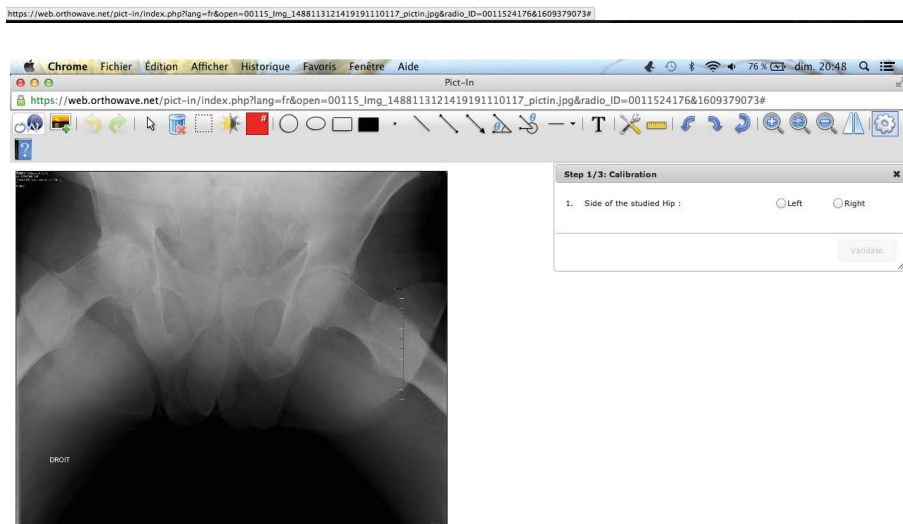 https://web.orthowave.net/pict-in/index.php?lang=fr&open=00115_Img_1488113121419191110117_pictin.jpg&radio_ID=0011524176&1609379073#
Chrome Fichier Édition Afficher Historique Favoris Fenêtre Aide 76 % dim. 20:48
Pict-In
https://web.orthowave.net/pict-in/index.php?lang=fr&open=00115_Img_1488113121419191110117_pictin.jpg&radio_ID=0011524176&1609379073#
#
T
?
Step 1/3: Calibration
1. Side of the studied Hip : Left Right
Validate
DROIT